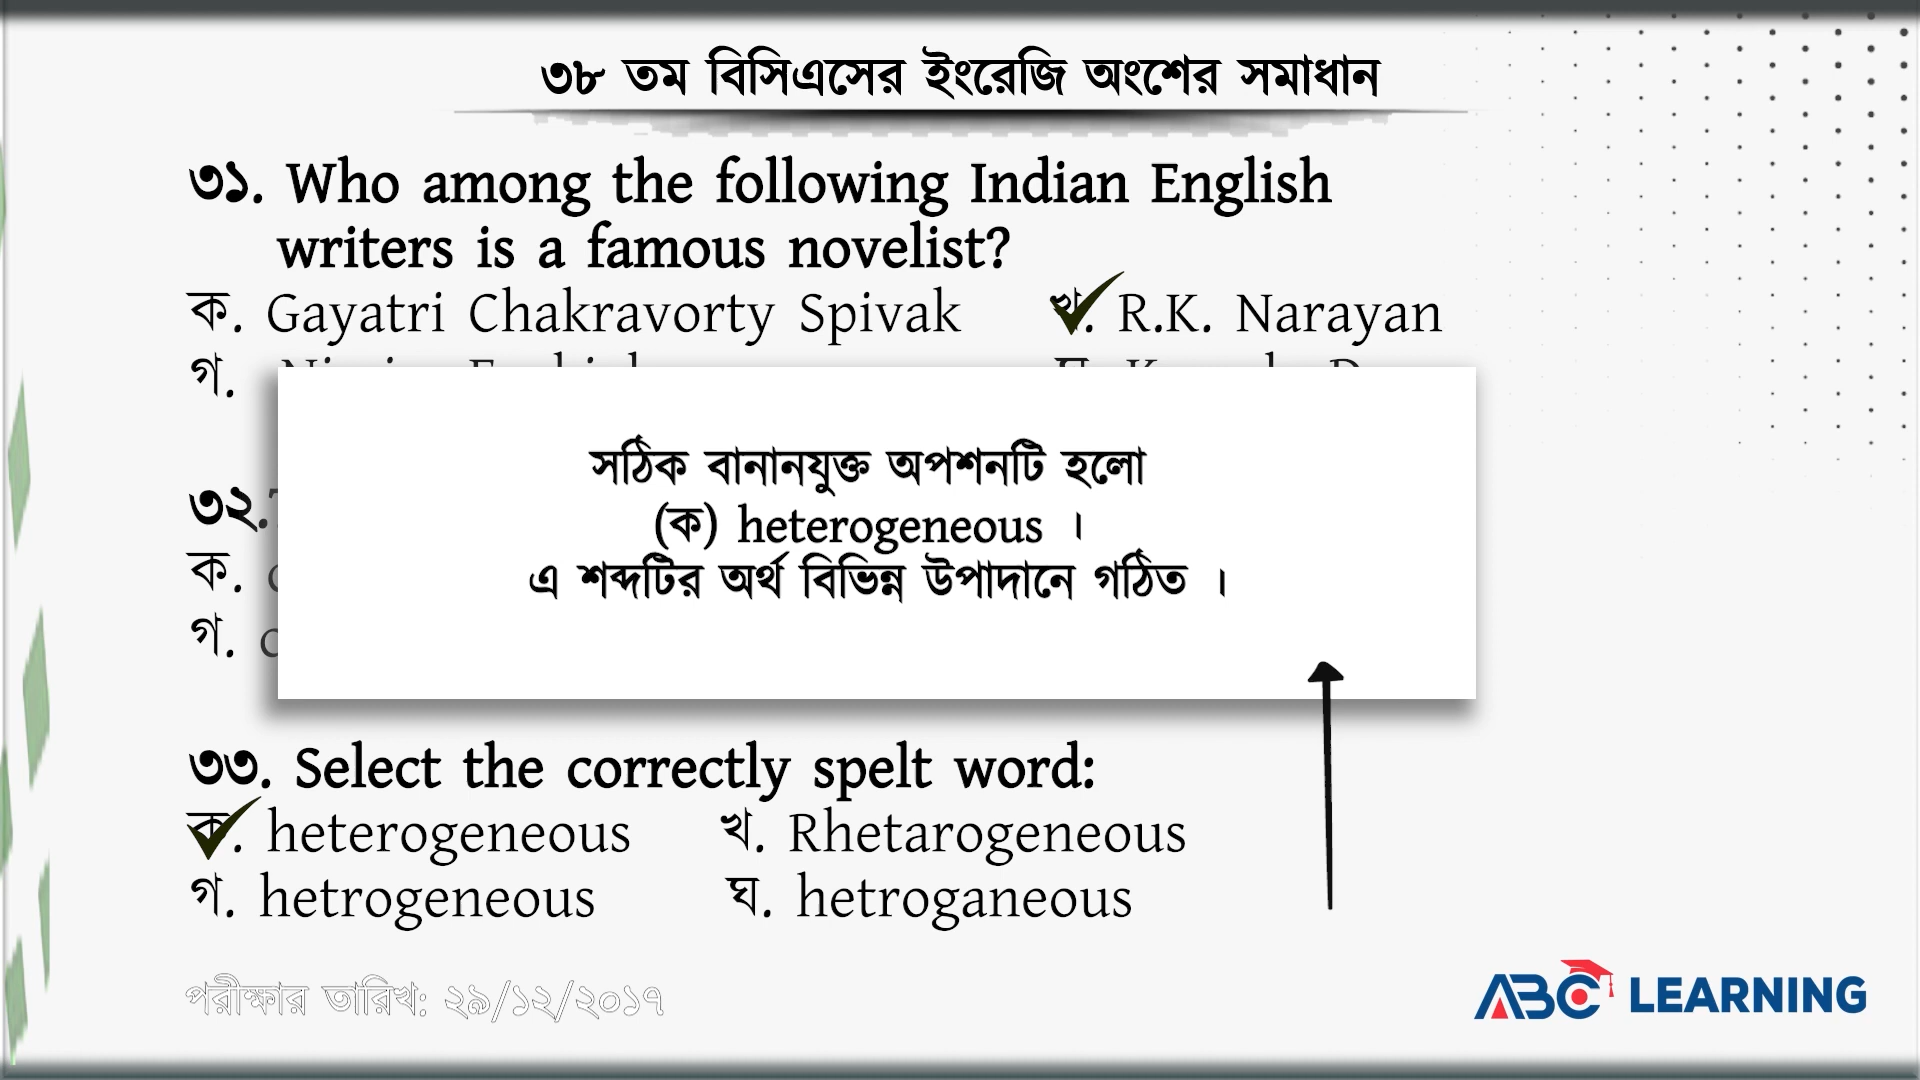 ৩৮ তম বিসিএসের ইংরেজি অংশের সমাধান
৩১. Who among the following Indian English
writers is a famous novelist?
ক. Gayatri Chakravorty Spivak খ. R.K. Narayan
গ.
সঠিক বানানযুক্ত অপশনটি হলো
(ক) heterogeneous ।
এ শব্দটির অর্থ বিভিন্ন উপাদানে গঠিত ।
৩২.
ক.
গ.
৩৩. Select the correctly spelt word:
ক. heterogeneous খ. Rhetarogeneous
গ. hetrogeneous ঘ. hetroganeous
পরীক্ষার তারিখ: ২৯/১২/২০১৭
ABC LEARNING